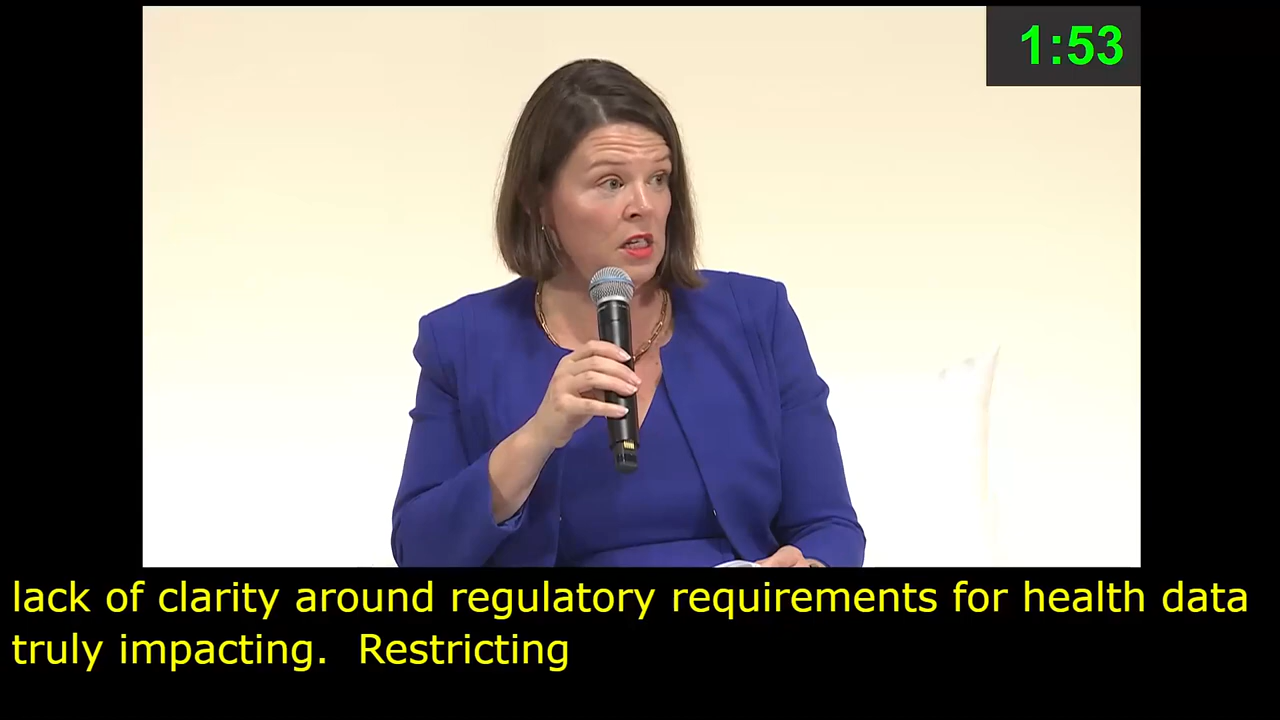 1:53
lack of clarity around regulatory requirements for health data
truly impacting.  Restricting